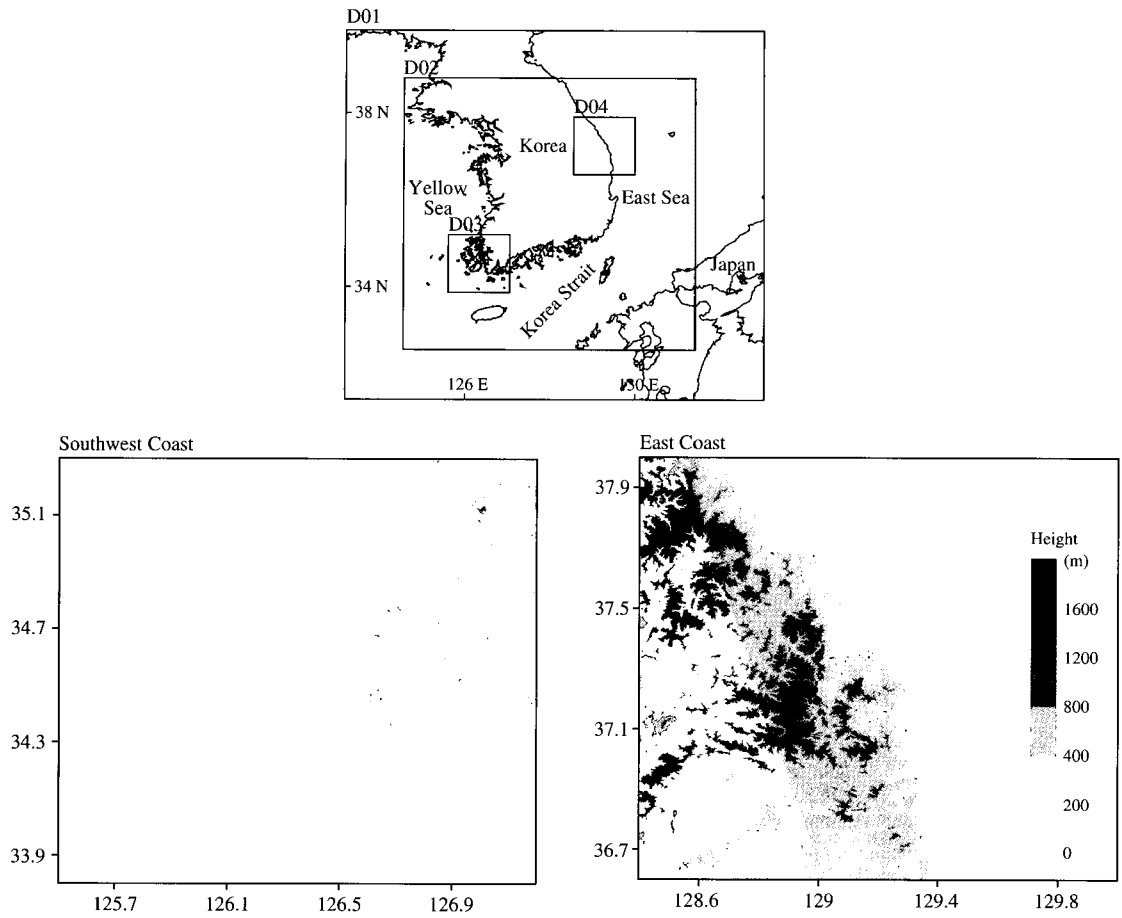 D01
D02
38 N
D04
Korea
Yellow
Sea
East Sea
D03
Japan
34 N
Korea Strait
126 E
130 E
Southwest Coast
35.1
34.7
34.3
33.9
125.7
126.1
126.5
126.9
East Coast
37.9
37.5
37.1
36.7
128.6
129
129.4
129.8
Height
(m)
1600
1200
800
400
200
0